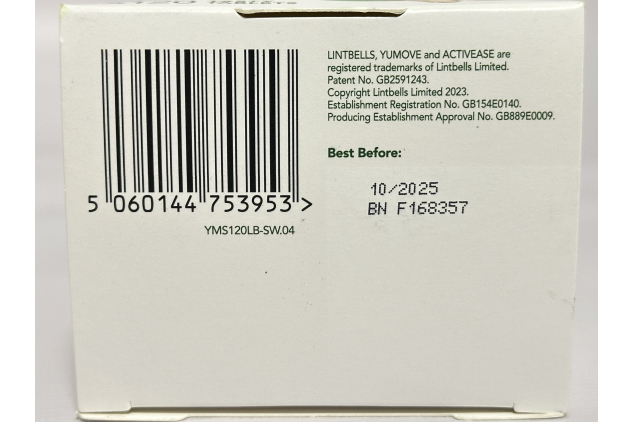 120 TABLETS
LINTBELLS, YUMOVE and ACTIVEASE are
registered trademarks of Lintbells Limited.
Patent No. GB2591243.
Copyright Lintbells Limited 2023.
Establishment Registration No. GB154E0140.
Producing Establishment Approval No. GB889E0009.
Best Before:
10/2025
BN F168357
5 060144 753953 >
YMS120LB-SW.04